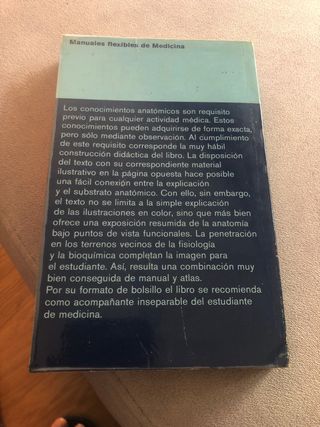 Manuales flexibles de Medicina
Los conocimientos anatómicos son requisito
previo para cualquier actividad médica. Estos
conocimientos pueden adquirirse de forma exacta,
pero sólo mediante observación. Al cumplimiento
de este requisito corresponde la muy hábil
construcción didáctica del libro. La disposición
del texto con su correspondiente material
ilustrativo en la página opuesta hace posible
una fácil conexión entre la explicación
y el substrato anatómico. Con ello, sin embargo,
el texto no se limita a la simple explicación
de las ilustraciones en color, sino que más bien
ofrece una exposición resumida de la anatomía
bajo puntos de vista funcionales. La penetración
en los terrenos vecinos de la fisiología
y la bioquímica completan la imagen para
el estudiante. Así, resulta una combinación muy
bien conseguida de manual y atlas.
Por su formato de bolsillo el libro se recomienda
como acompañante inseparable del estudiante
de medicina.